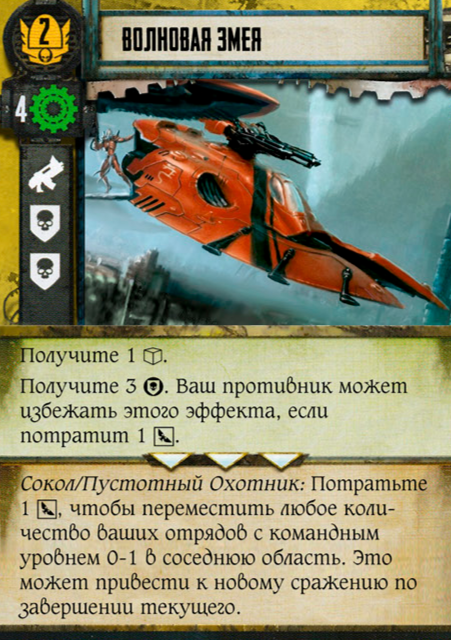 2
ВОЛНОВАЯ ЗМЕЯ
4
Получите 1 .
Получите 3 . Ваш противник может
избежать этого эффекта, если
потратит 1 .
Сокол/Пустотный Охотник: Потратьте
1 , чтобы переместить любое коли-
чество ваших отрядов с командным
уровнем 0-1 в соседнюю область. Это
может привести к новому сражению по
завершении текущего.